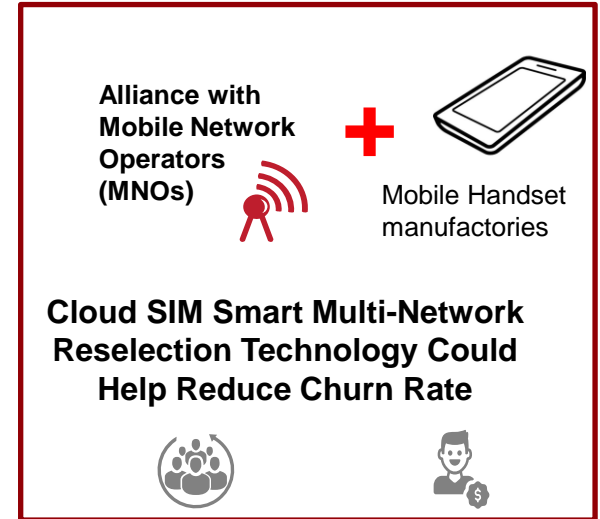 Alliance with
Mobile Network
Operators
(MNOs)
Mobile Handset
manufactories
Cloud SIM Smart Multi-Network
Reselection Technology Could
Help Reduce Churn Rate
$